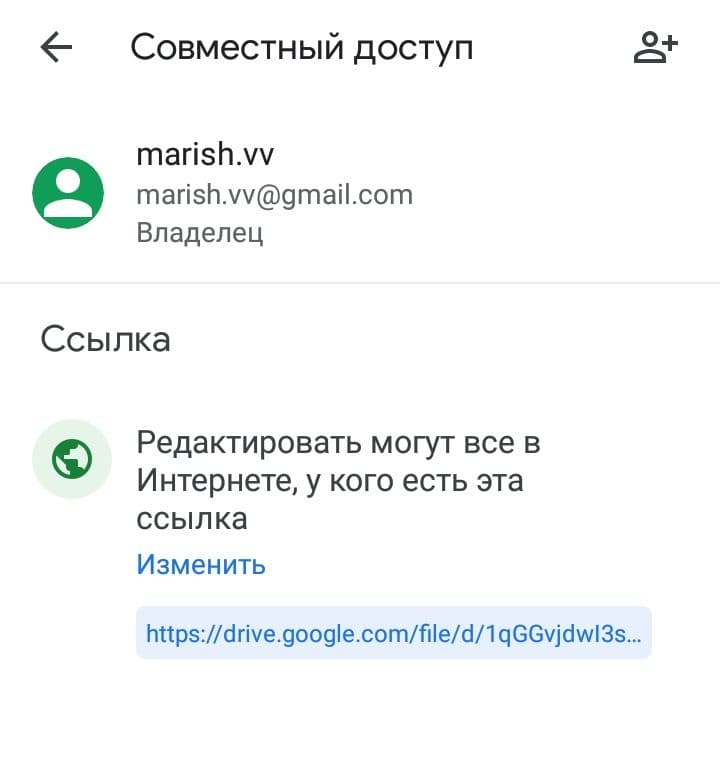 Совместный доступ
marish.vv
marish.vv@gmail.com
Владелец
Ссылка
Редактировать могут все в
Интернете, у кого есть эта
ссылка
Изменить
https://drive.google.com/file/d/1qGGvjdwI3s...